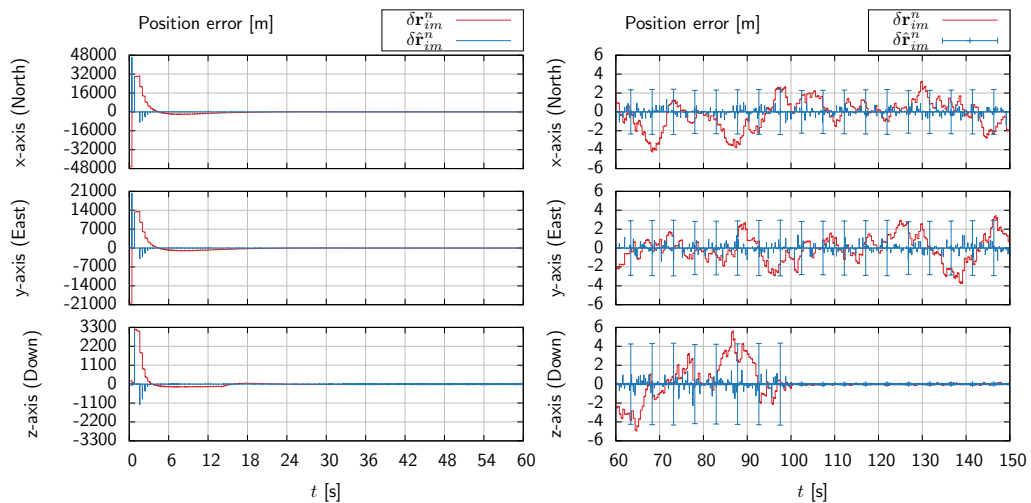 Position error [m]
δr^n_im
δr̂^n_im
x-axis (North)
48000
32000
16000
0
-16000
-32000
-48000
y-axis (East)
21000
14000
7000
0
-7000
-14000
-21000
z-axis (Down)
3300
2200
1100
0
-1100
-2200
-3300
0 6 12 18 24 30 36 42 48 54 60
t [s]
Position error [m]
δr^n_im
δr̂^n_im
x-axis (North)
6
4
2
0
-2
-4
-6
y-axis (East)
6
4
2
0
-2
-4
-6
z-axis (Down)
6
4
2
0
-2
-4
-6
60 70 80 90 100 110 120 130 140 150
t [s]